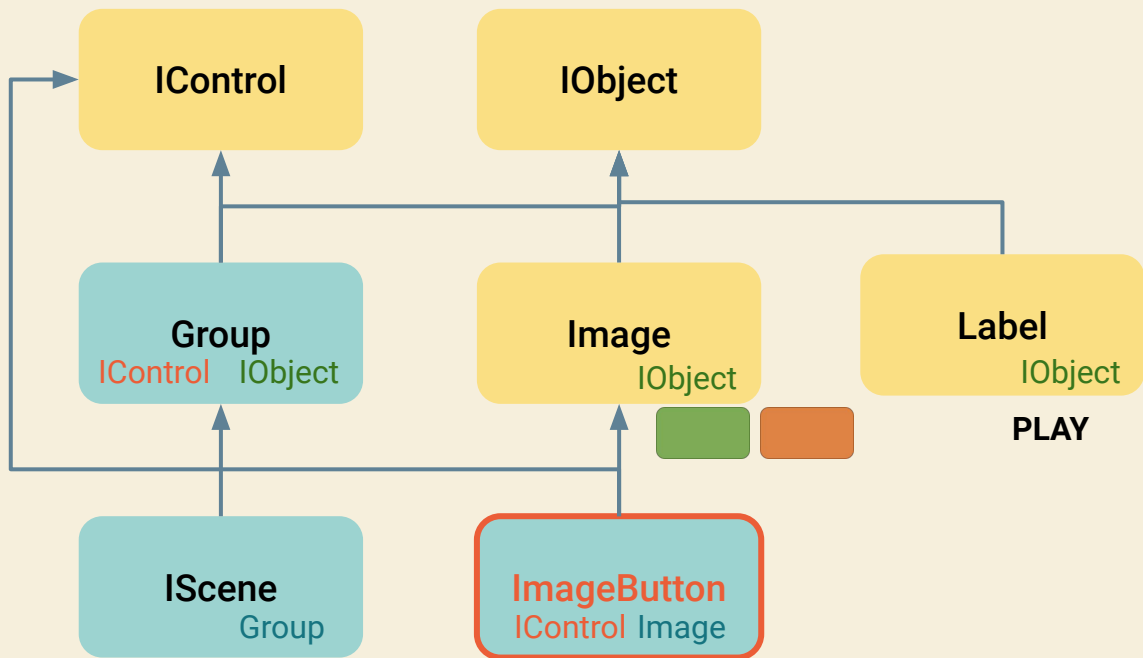 IControl
IObject
Group
IControl IObject
Image
IObject
Label
IObject
PLAY
IScene
Group
ImageButton
IControl Image